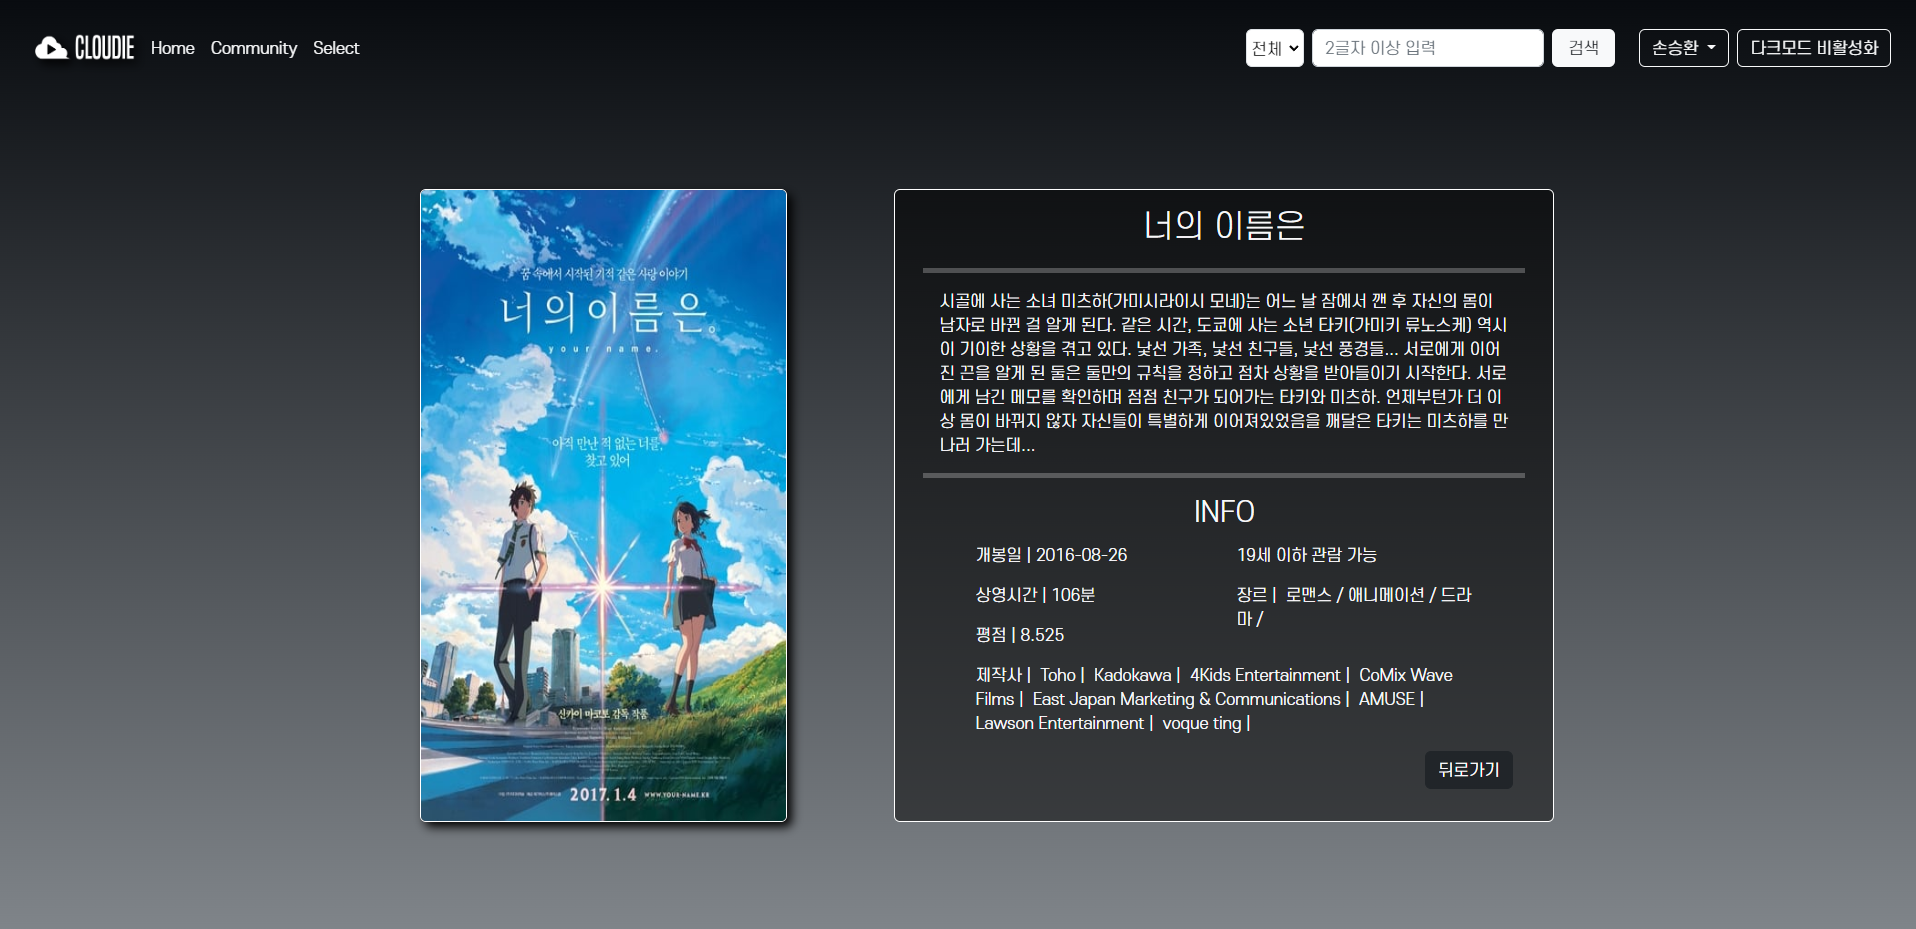 CLOUDIE Home Community Select 전체 2글자 이상 입력 검색 손승환 다크모드 비활성화
꿈 속에서 시작된 기적 같은 사랑 이야기
너의 이름은。
your name.
아직 만난 적 없는 너를,
찾고 있어
신카이 마코토 감독 작품
2017. 1.4 WWW.YOUR-NAME.KR
너의 이름은
시골에 사는 소녀 미츠하(가미시라이시 모네)는 어느 날 잠에서 깬 후 자신의 몸이
남자로 바뀐 걸 알게 된다. 같은 시간, 도쿄에 사는 소년 타키(가미키 류노스케) 역시
이 기이한 상황을 겪고 있다. 낯선 가족, 낯선 친구들, 낯선 풍경들... 서로에게 이어
진 끈을 알게 된 둘은 둘만의 규칙을 정하고 점차 상황을 받아들이기 시작한다. 서로
에게 남긴 메모를 확인하며 점점 친구가 되어가는 타키와 미츠하. 언제부턴가 더 이
상 몸이 바뀌지 않자 자신들이 특별하게 이어져있었음을 깨달은 타키는 미츠하를 만
나러 가는데...
INFO
개봉일 | 2016-08-26
상영시간 | 106분
평점 | 8.525
19세 이하 관람 가능
장르 | 로맨스 / 애니메이션 / 드라
마 /
제작사 | Toho | Kadokawa | 4Kids Entertainment | CoMix Wave
Films | East Japan Marketing & Communications | AMUSE |
Lawson Entertainment | voque ting |
뒤로가기